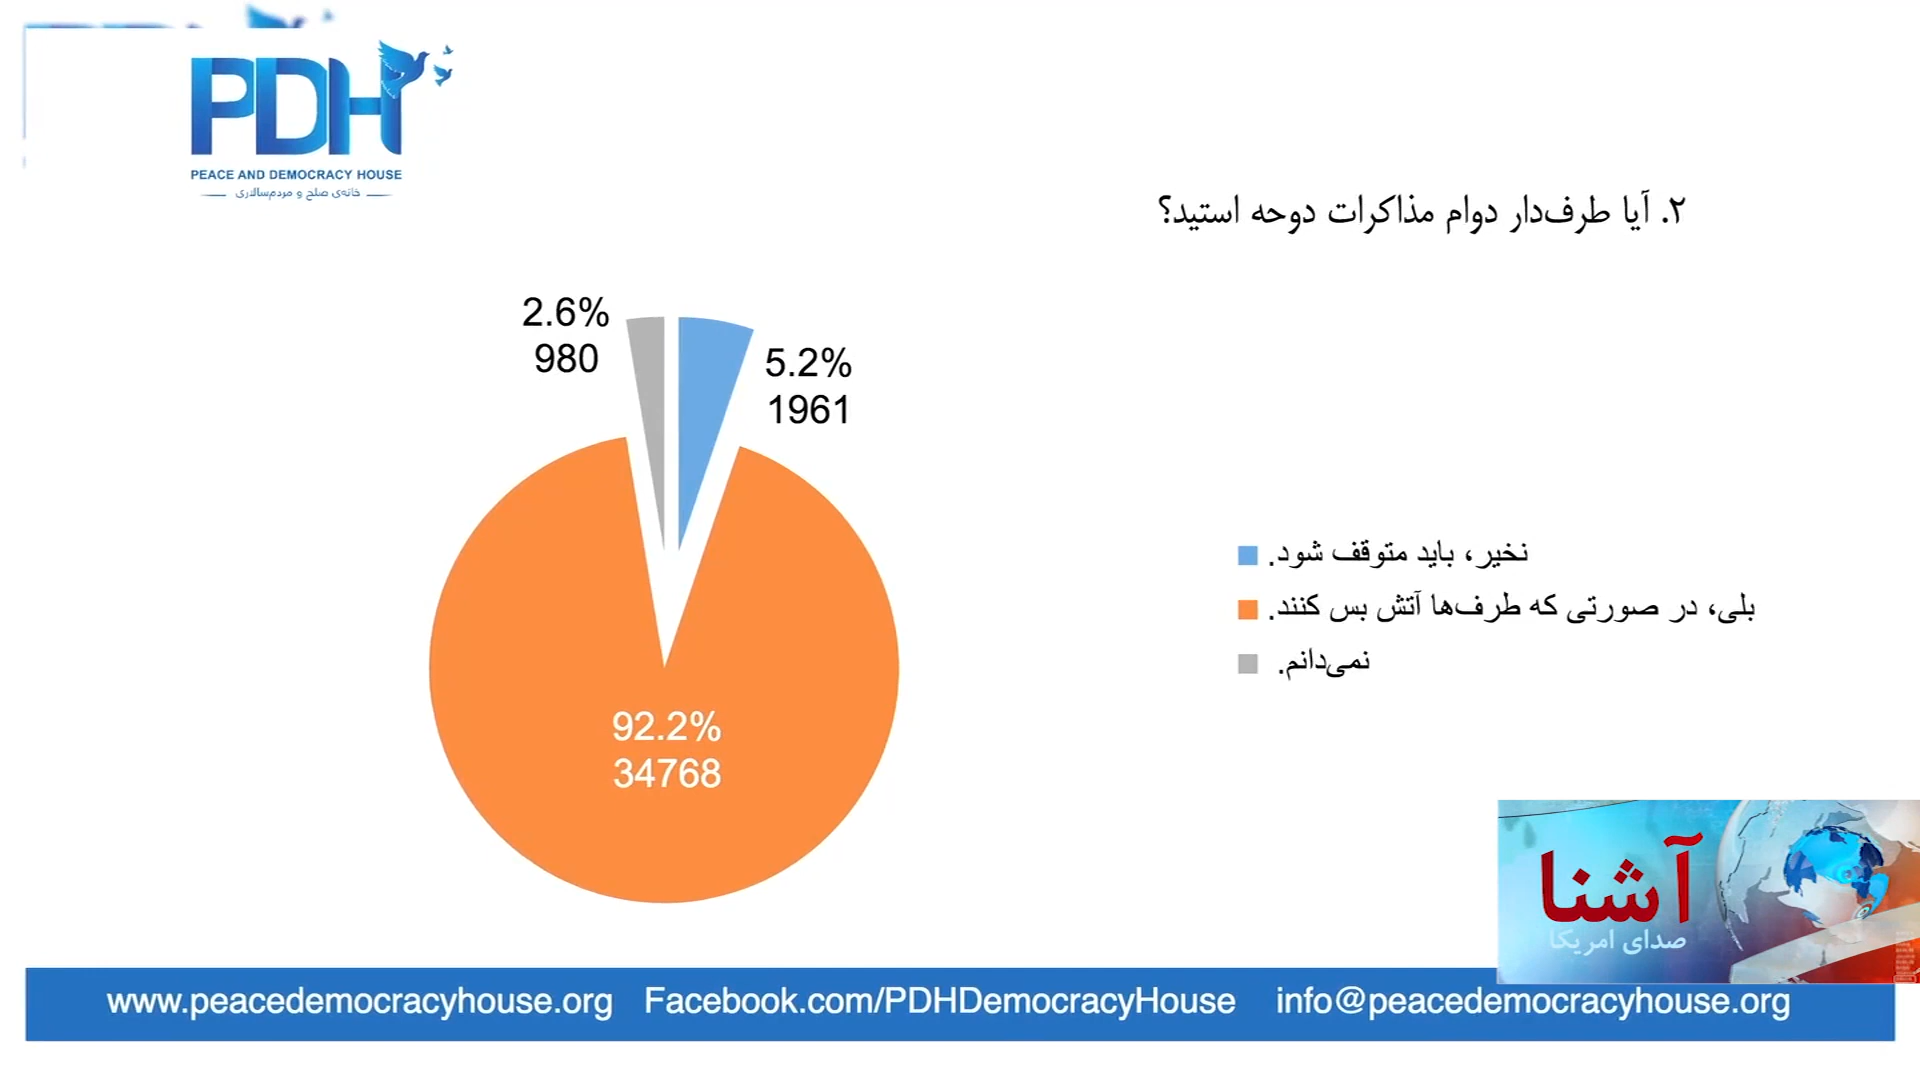 PDH
PEACE AND DEMOCRACY HOUSE
خانه‌ی صلح و مردم‌سالاری
۲. آیا طرف‌دار دوام مذاکرات دوحه استید؟
2.6%
980
5.2%
1961
92.2%
34768
نخیر، باید متوقف شود.
بلی، در صورتی که طرف‌ها آتش بس کنند.
نمی‌دانم.
آشنا
صدای امریکا
www.peacedemocracyhouse.org Facebook.com/PDHDemocracyHouse info@peacedemocracyhouse.org